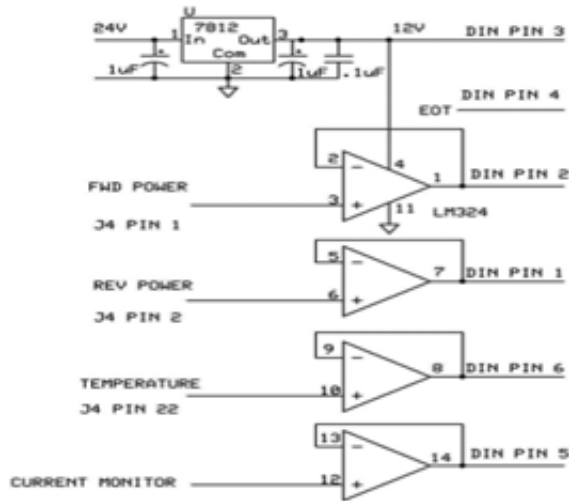 U
24V 1 In 7812 Out 3 12V DIN PIN 3
Com
1uF 2 1uF .1uF
DIN PIN 4
EOT
2 - 4 1 DIN PIN 2
FWD POWER 3 + 11 LM324
J4 PIN 1
5 - 7 DIN PIN 1
REV POWER 6 +
J4 PIN 2
9 - 8 DIN PIN 6
TEMPERATURE 10 +
J4 PIN 22
13 - 14 DIN PIN 5
CURRENT MONITOR 12 +